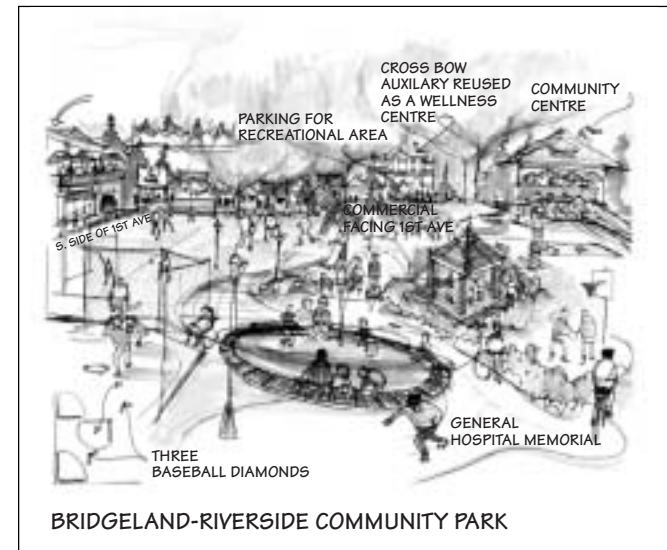 CROSS BOW
AUXILARY REUSED
AS A WELLNESS
CENTRE
COMMUNITY
CENTRE
PARKING FOR
RECREATIONAL AREA
COMMERCIAL
FACING 1ST AVE
S. SIDE OF 1ST AVE
GENERAL
HOSPITAL MEMORIAL
THREE
BASEBALL DIAMONDS
BRIDGELAND-RIVERSIDE COMMUNITY PARK